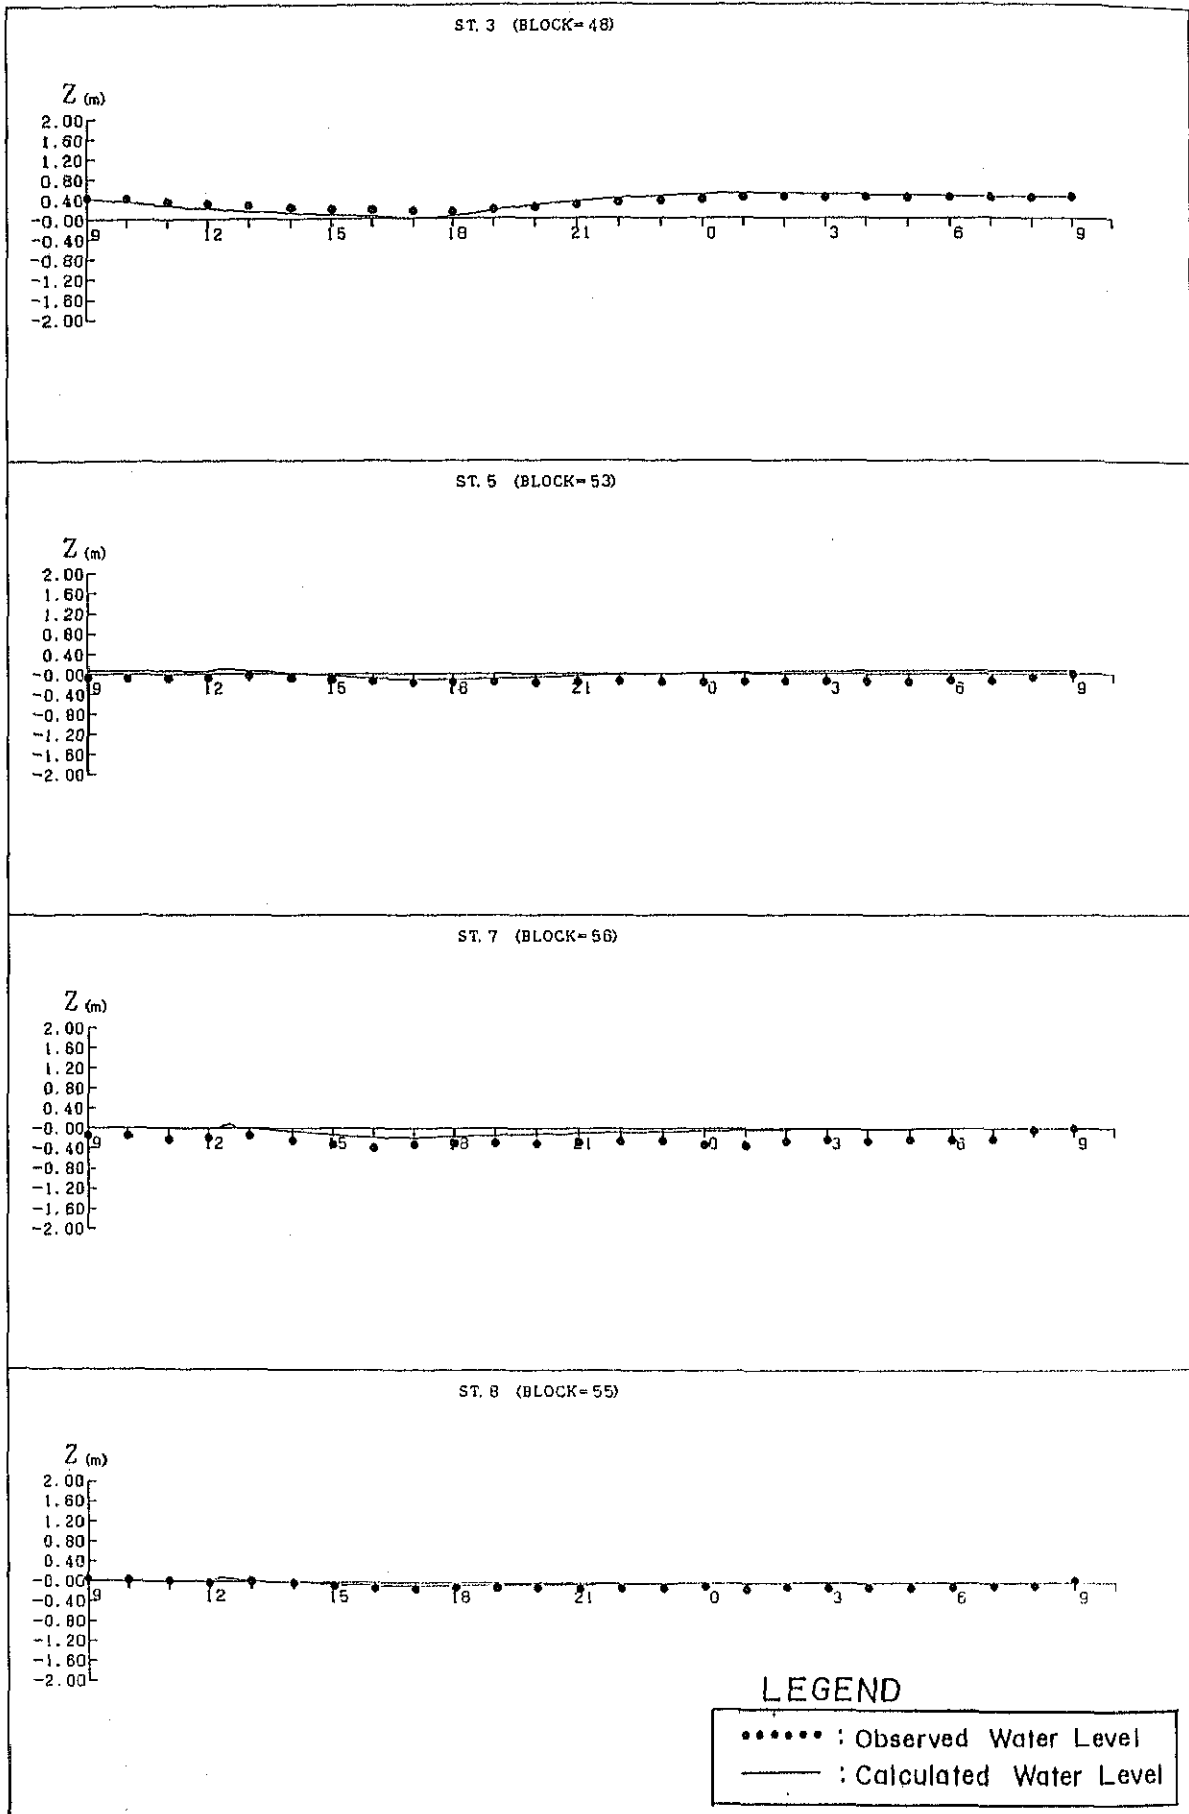 ST. 3 (BLOCK=48)
Z (m)
2.00
1.60
1.20
0.80
0.40
-0.00
9 12 15 18 21 0 3 6 9
-0.40
-0.80
-1.20
-1.60
-2.00
ST. 5 (BLOCK=53)
Z (m)
2.00
1.60
1.20
0.80
0.40
-0.00
9 12 15 18 21 0 3 6 9
-0.40
-0.80
-1.20
-1.60
-2.00
ST. 7 (BLOCK=56)
Z (m)
2.00
1.60
1.20
0.80
0.40
-0.00
9 12 15 18 21 0 3 6 9
-0.40
-0.80
-1.20
-1.60
-2.00
ST. 8 (BLOCK=55)
Z (m)
2.00
1.60
1.20
0.80
0.40
-0.00
9 12 15 18 21 0 3 6 9
-0.40
-0.80
-1.20
-1.60
-2.00
LEGEND
•••••• : Observed Water Level
—— : Calculated Water Level